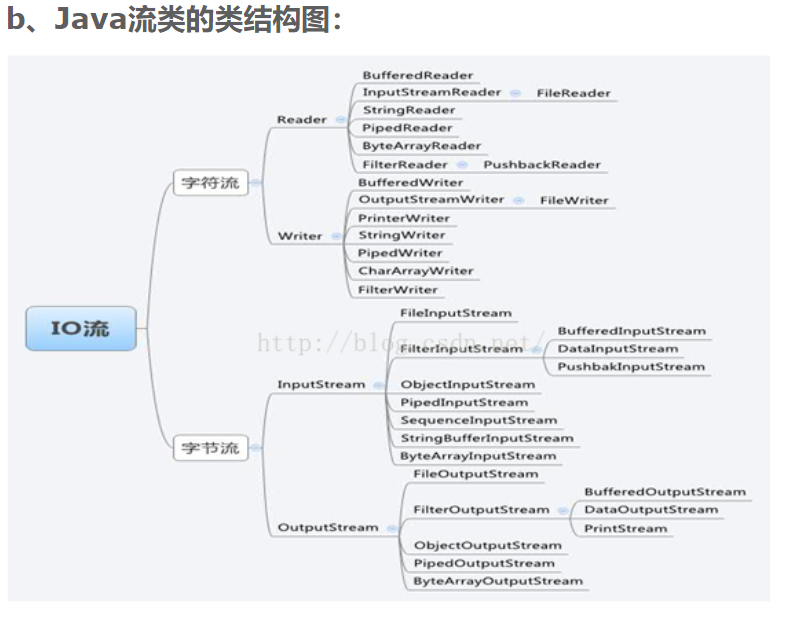 b、Java流类的类结构图：
BufferedReader
InputStreamReader
FileReader
StringReader
Reader
PipedReader
ByteArrayReader
FilterReader
PushbackReader
字符流
BufferedWriter
OutputStreamWriter
FileWriter
PrinterWriter
Writer
StringWriter
PipedWriter
CharArrayWriter
FilterWriter
IO流
FileInputStream
http://blog.csdn.net/
FilterInputStream
BufferedInputStream
DataInputStream
PushbakInputStream
InputStream
ObjectInputStream
PipedInputStream
SequenceInputStream
StringBufferInputStream
ByteArrayInputStream
字节流
FileOutputStream
FilterOutputStream
BufferedOutputStream
DataOutputStream
PrintStream
OutputStream
ObjectOutputStream
PipedOutputStream
ByteArrayOutputStream